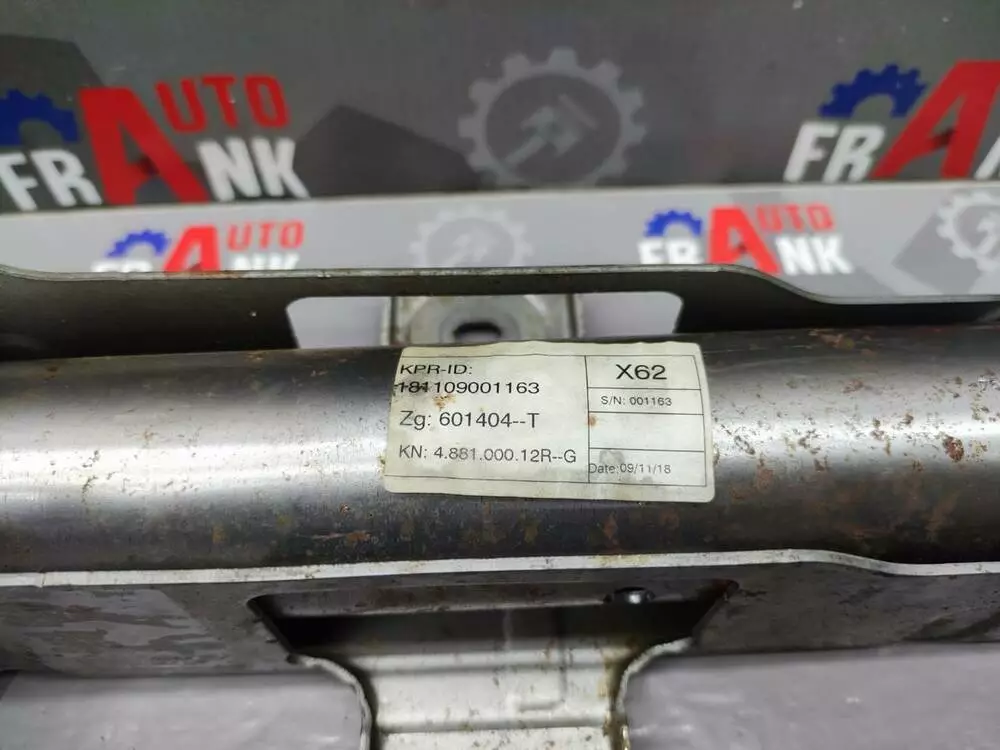 AUTO
FRANK
FRANK
AUTO
FRANK
AUTO
FRANK
KPR-ID:
181109001163
Zg: 601404--T
KN: 4.881.000.12R--G
X62
S/N: 001163
Date:09/11/18